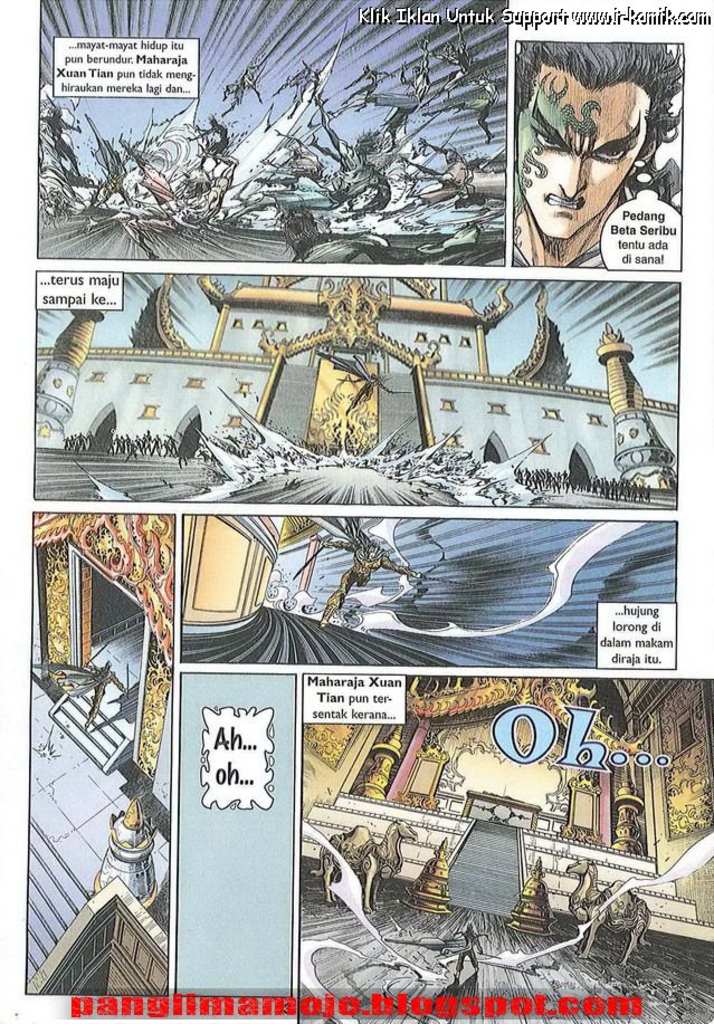 Klik Iklan Untuk Support www.ir-komik.com
...mayat-mayat hidup itu
pun berundur. Maharaja
Xuan Tian pun tidak meng-
hiraukan mereka lagi dan...
Pedang
Beta Seribu
tentu ada
di sana!
...terus maju
sampai ke...
...hujung
lorong di
dalam makam
diraja itu.
Ah...
oh...
Maharaja Xuan
Tian pun ter-
sentak kerana...
Oh...
panglimamojo.blogspot.com